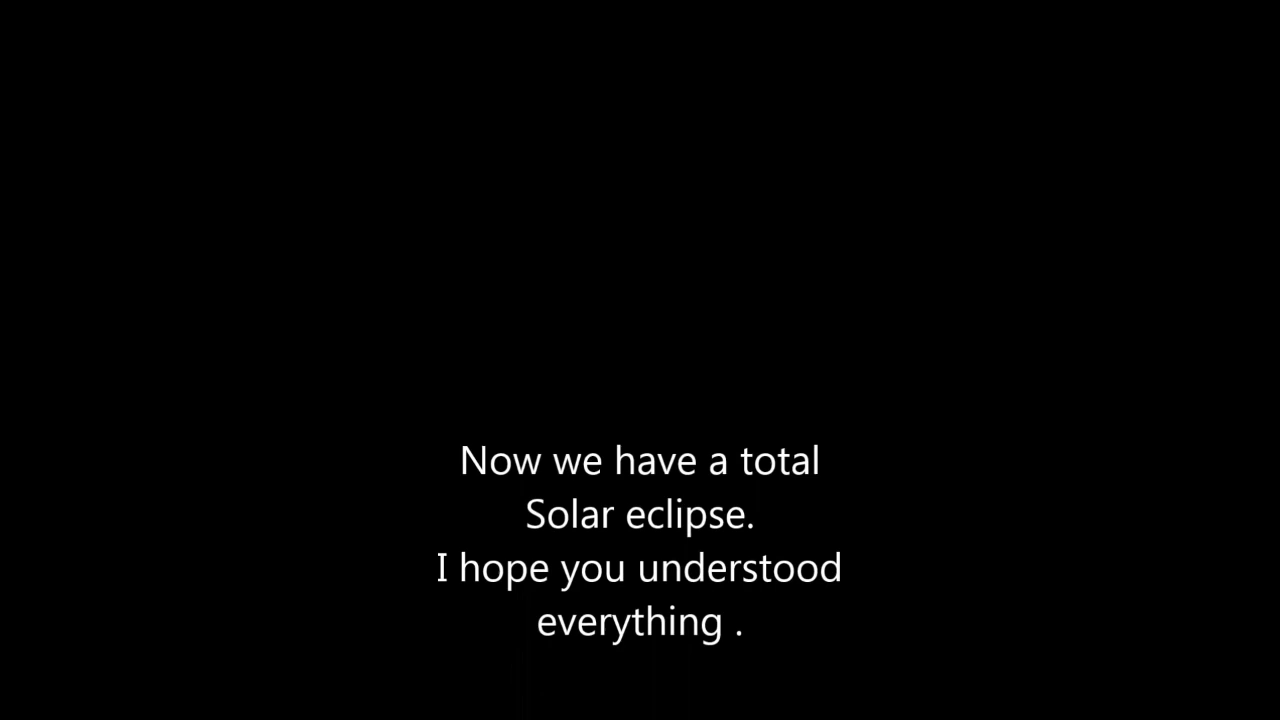 Now we have a total
Solar eclipse.
I hope you understood
everything .